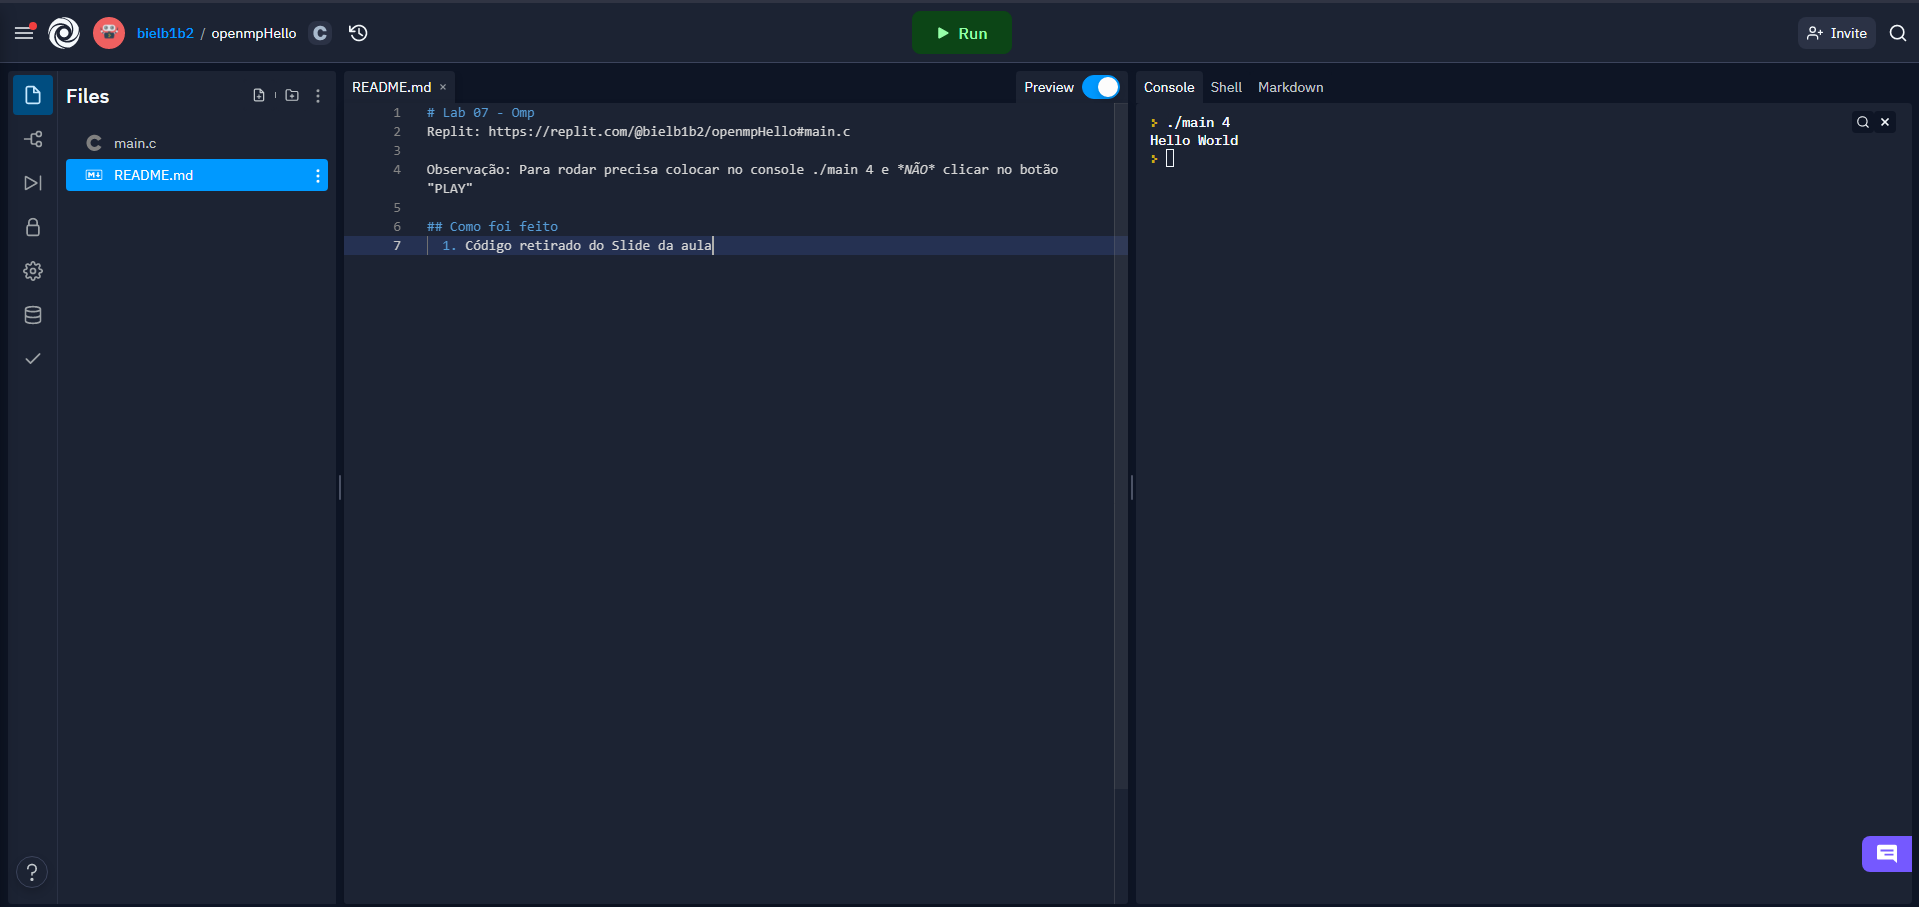 bielb1b2 / openmpHello C
Run
Invite
Files
main.c
README.md
README.md ×
Preview
1 # Lab 07 - Omp
2 Replit: https://replit.com/@bielb1b2/openmpHello#main.c
3
4 Observação: Para rodar precisa colocar no console ./main 4 e *NÃO* clicar no botão
"PLAY"
5
6 ## Como foi feito
7 1. Código retirado do Slide da aula
Console Shell Markdown
./main 4
Hello World
?